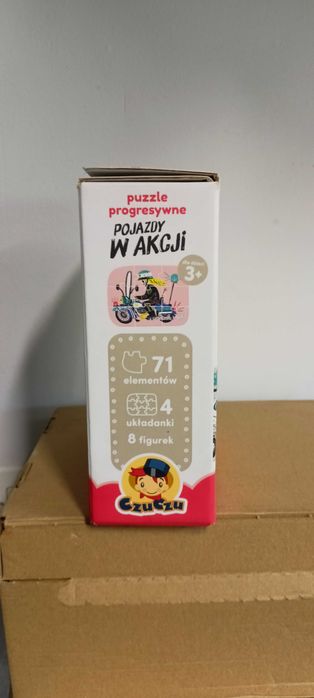 puzzle
progresywne
POJAZDY
W AKCJI
dla dzieci
3+
71
elementów
4
układanki
8 figurek
CzuCzu